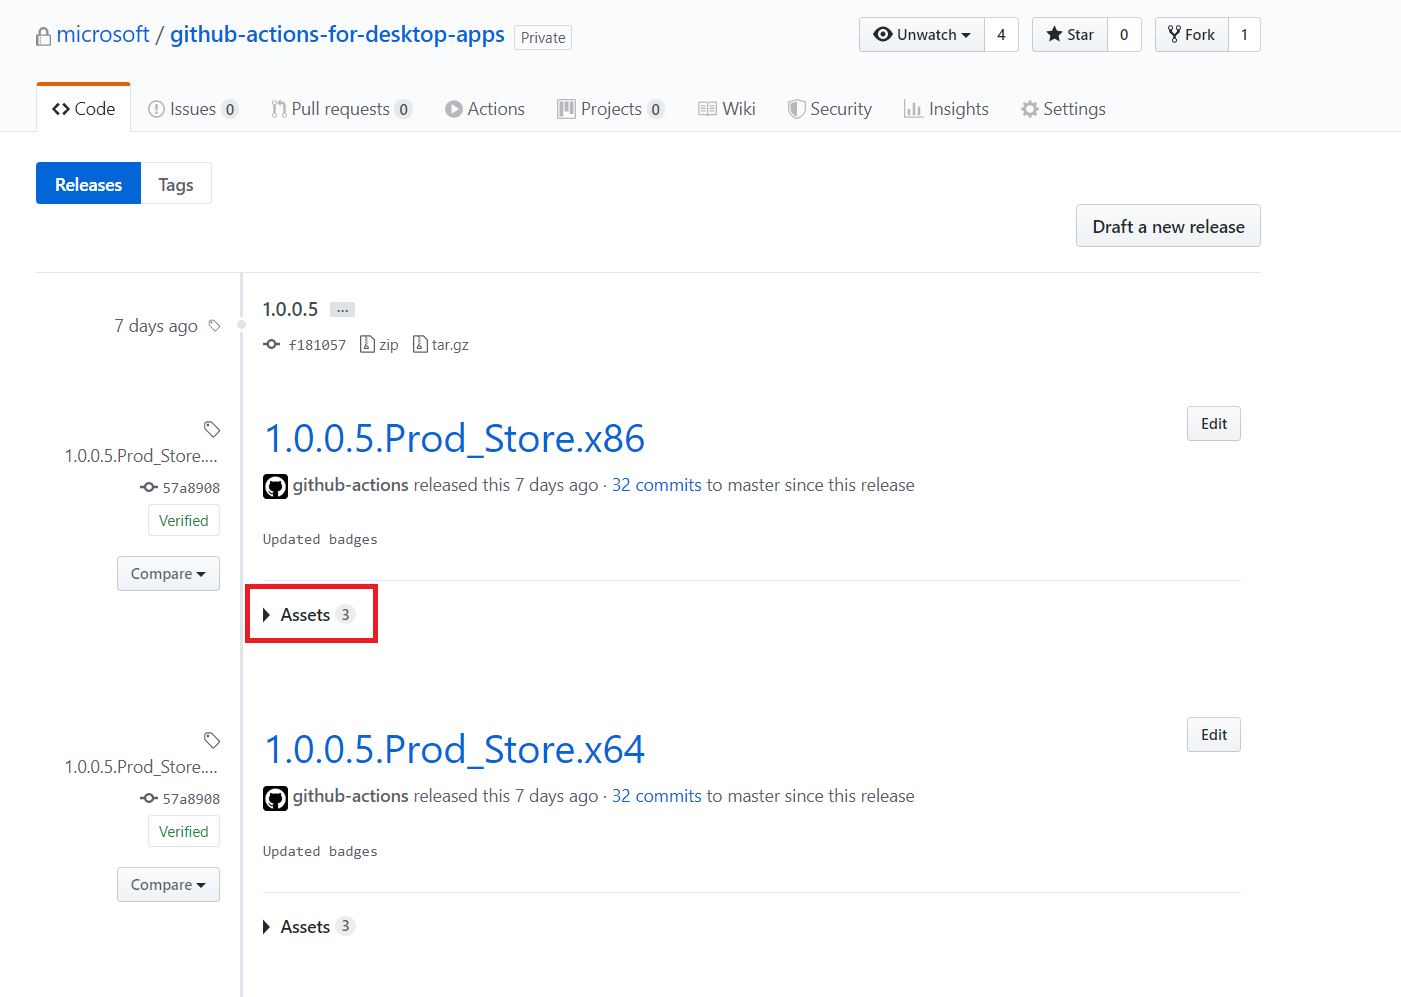 microsoft / github-actions-for-desktop-apps Private Unwatch 4 Star 0 Fork 1
Code Issues 0 Pull requests 0 Actions Projects 0 Wiki Security Insights Settings
Releases Tags
Draft a new release
7 days ago
1.0.0.5 ...
f181057 zip tar.gz
1.0.0.5.Prod_Store....
57a8908
Verified
Compare
1.0.0.5.Prod_Store.x86 Edit
github-actions released this 7 days ago · 32 commits to master since this release
Updated badges
Assets 3
1.0.0.5.Prod_Store....
57a8908
Verified
Compare
1.0.0.5.Prod_Store.x64 Edit
github-actions released this 7 days ago · 32 commits to master since this release
Updated badges
Assets 3